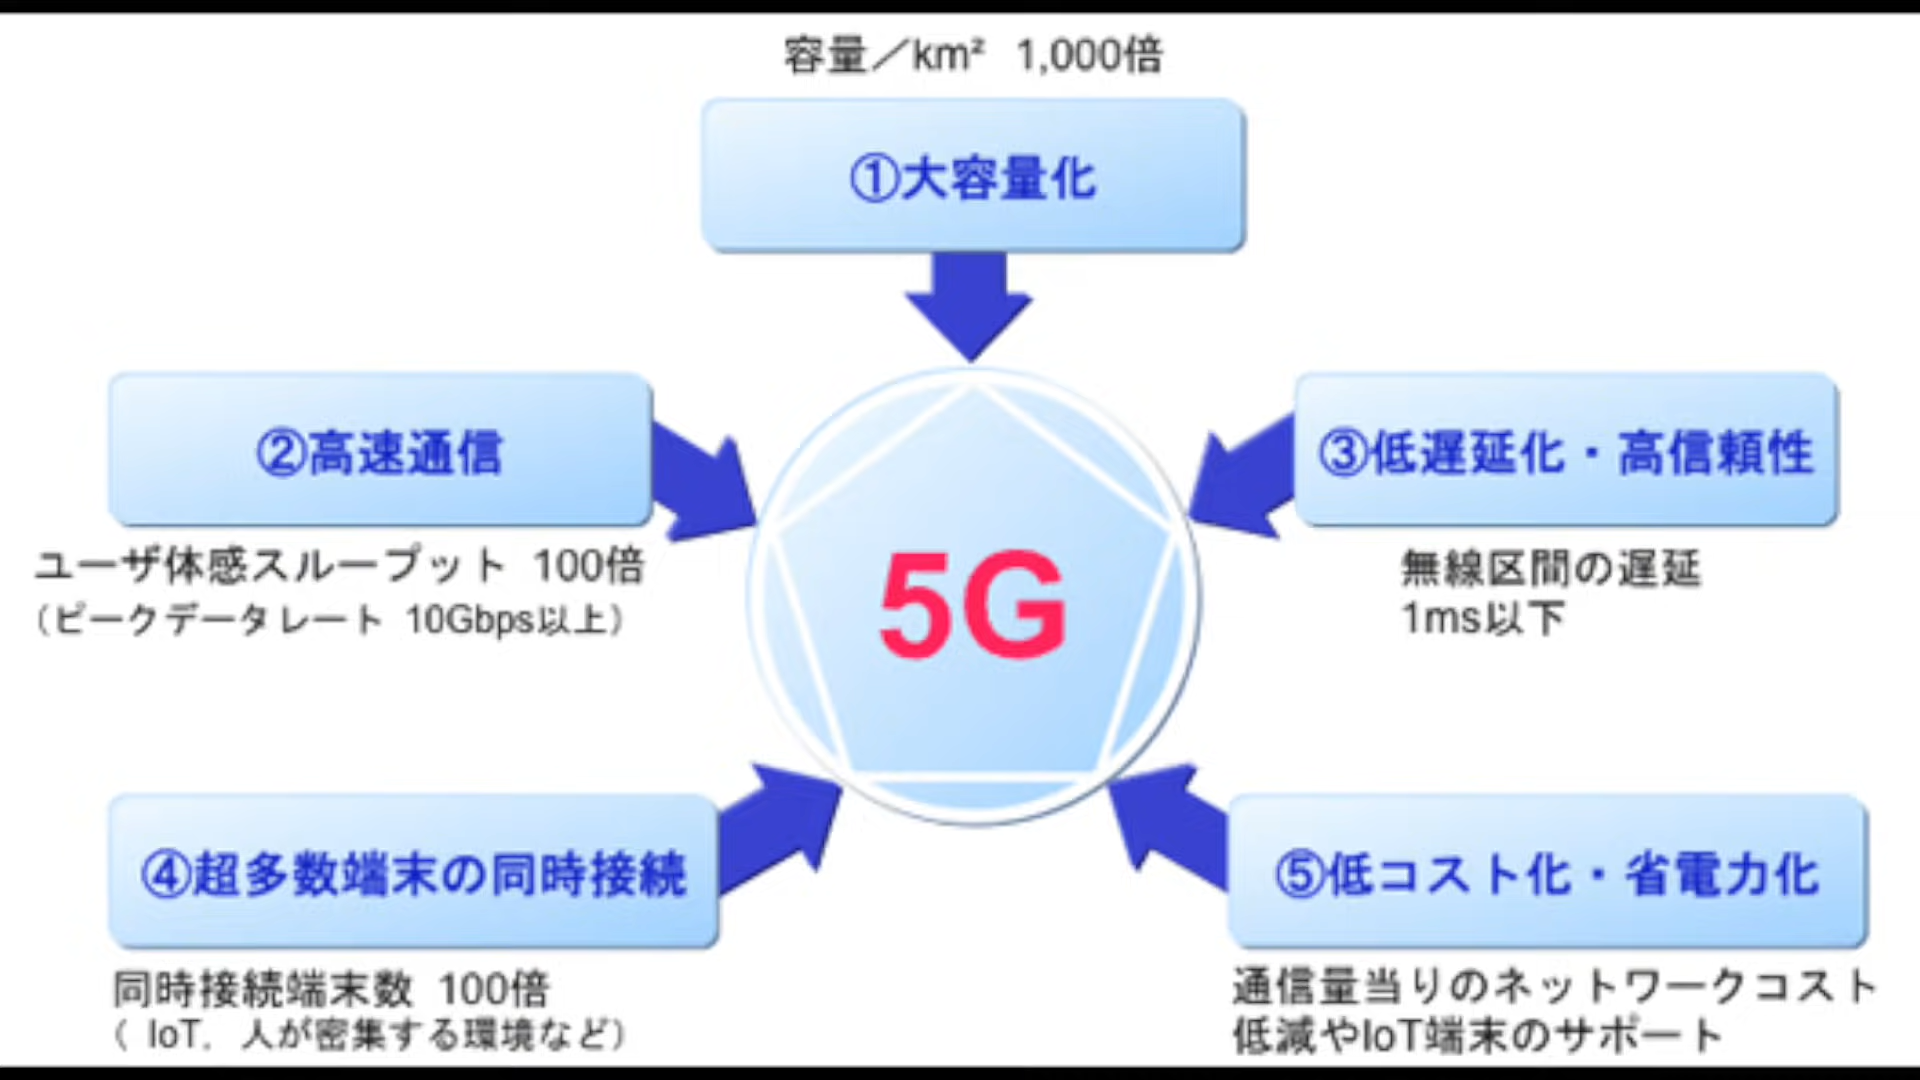 容量／km² 1,000倍
①大容量化
②高速通信
③低遅延化・高信頼性
ユーザ体感スループット 100倍
（ピークデータレート 10Gbps以上）
無線区間の遅延
1ms以下
5G
④超多数端末の同時接続
⑤低コスト化・省電力化
同時接続端末数 100倍
（ IoT．人が密集する環境など）
通信量当りのネットワークコスト
低減やIoT端末のサポート